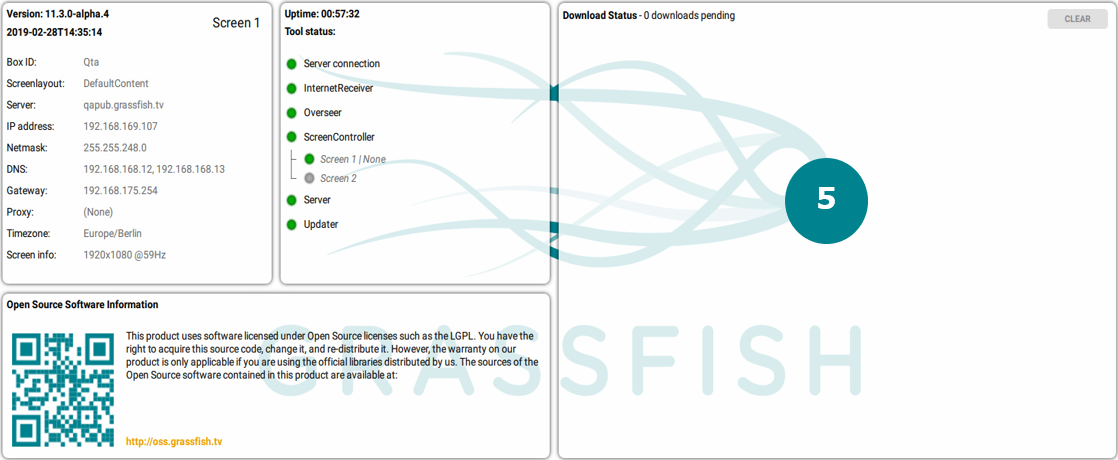 Version: 11.3.0-alpha.4
2019-02-28T14:35:14
Screen 1
Box ID: Qta
Screenlayout: DefaultContent
Server: qapub.grassfish.tv
IP address: 192.168.169.107
Netmask: 255.255.248.0
DNS: 192.168.168.12, 192.168.168.13
Gateway: 192.168.175.254
Proxy: (None)
Timezone: Europe/Berlin
Screen info: 1920x1080 @59Hz
Uptime: 00:57:32
Tool status:
Server connection
InternetReceiver
Overseer
ScreenController
Screen 1 | None
Screen 2
Server
Updater
Download Status - 0 downloads pending
CLEAR
5
Open Source Software Information
This product uses software licensed under Open Source licenses such as the LGPL. You have the
right to acquire this source code, change it, and re-distribute it. However, the warranty on our
product is only applicable if you are using the official libraries distributed by us. The sources of the
Open Source software contained in this product are available at:
http://oss.grassfish.tv
GRASSFISH